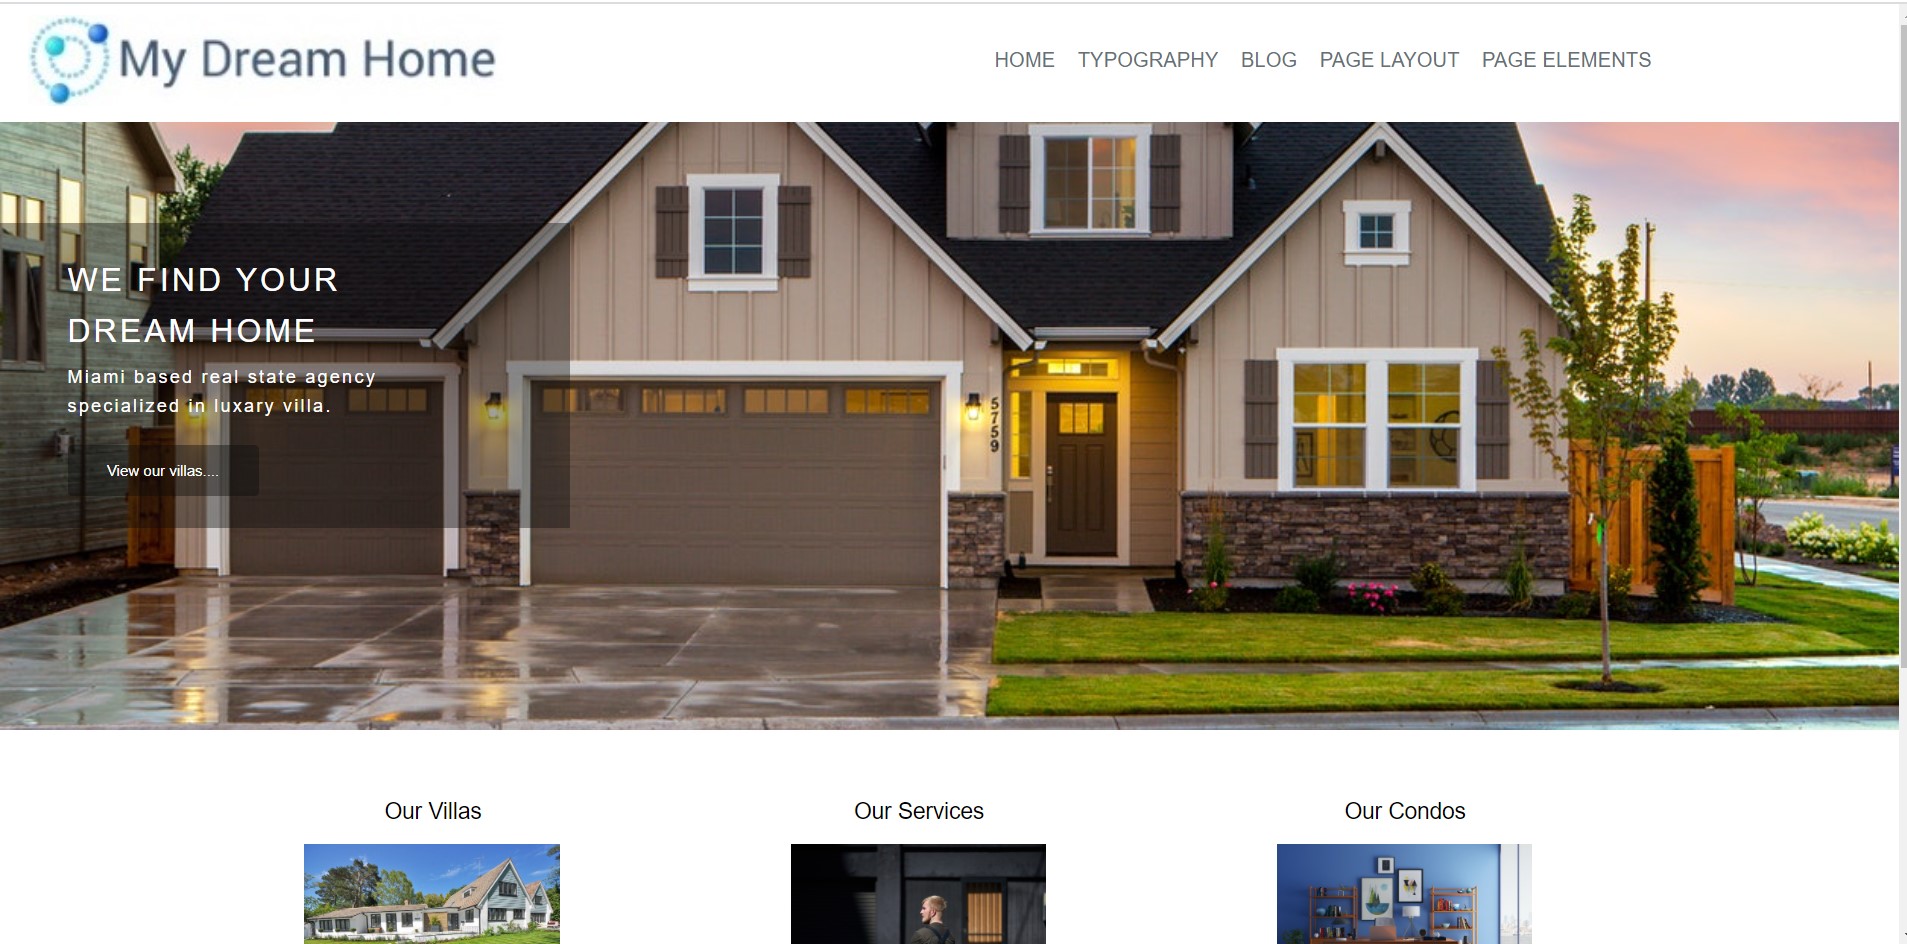 My Dream Home
HOME TYPOGRAPHY BLOG PAGE LAYOUT PAGE ELEMENTS
WE FIND YOUR
DREAM HOME
Miami based real state agency
specialized in luxary villa.
View our villas....
5759
Our Villas
Our Services
Our Condos